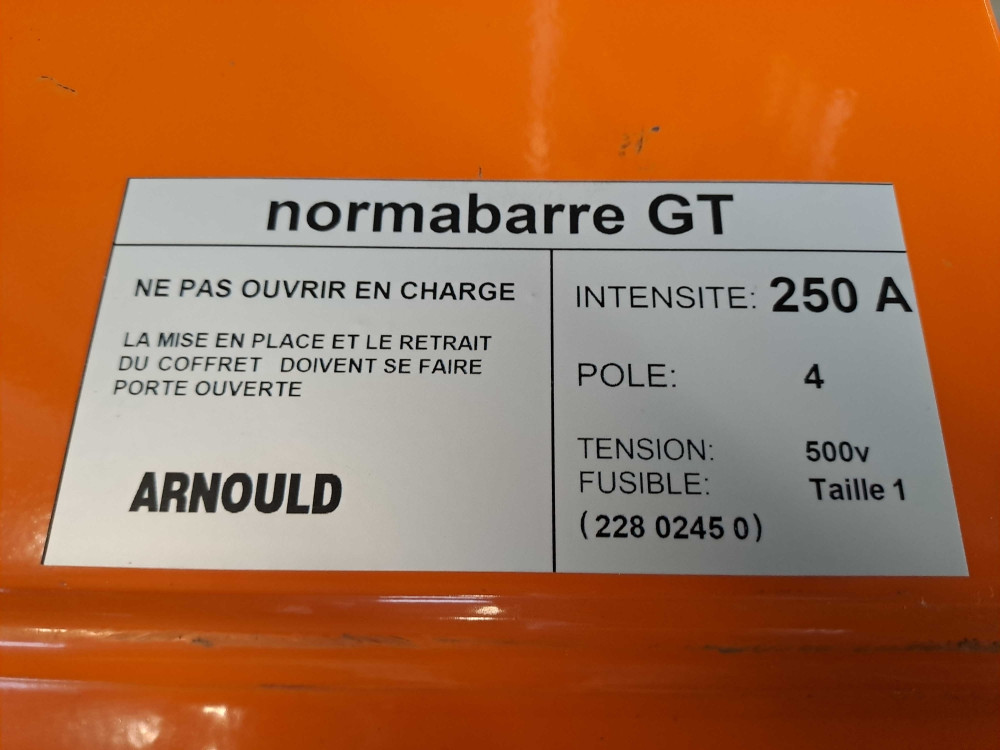 normabarre GT
NE PAS OUVRIR EN CHARGE
LA MISE EN PLACE ET LE RETRAIT
DU COFFRET DOIVENT SE FAIRE
PORTE OUVERTE
ARNOULD
INTENSITE: 250 A
POLE: 4
TENSION: 500v
FUSIBLE: Taille 1
(228 0245 0)